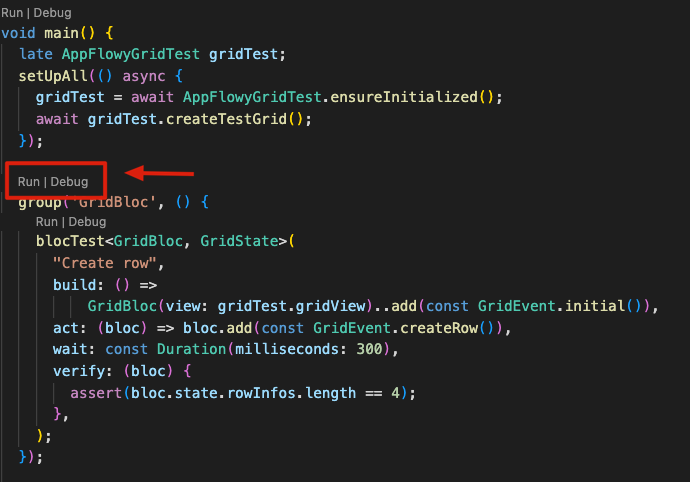 Run | Debug
void main() {
late AppFlowyGridTest gridTest;
setUpAll(() async {
gridTest = await AppFlowyGridTest.ensureInitialized();
await gridTest.createTestGrid();
});
Run | Debug
group('GridBloc', () {
Run | Debug
blocTest<GridBloc, GridState>(
"Create row",
build: () =>
GridBloc(view: gridTest.gridView)..add(const GridEvent.initial()),
act: (bloc) => bloc.add(const GridEvent.createRow()),
wait: const Duration(milliseconds: 300),
verify: (bloc) {
assert(bloc.state.rowInfos.length == 4);
},
);
});